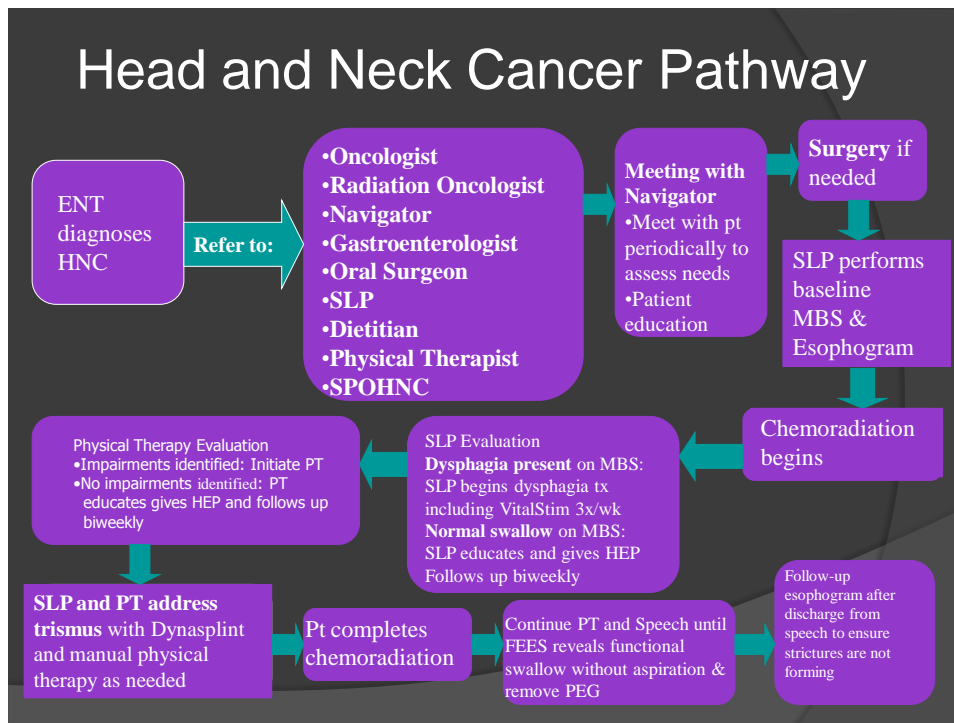 Head and Neck Cancer Pathway
ENT
diagnoses
HNC
Refer to:
•Oncologist
•Radiation Oncologist
•Navigator
•Gastroenterologist
•Oral Surgeon
•SLP
•Dietitian
•Physical Therapist
•SPOHNC
Meeting with
Navigator
•Meet with pt
periodically to
assess needs
•Patient
education
Surgery if
needed
SLP performs
baseline
MBS &
Esophogram
Chemoradiation
begins
SLP Evaluation
Dysphagia present on MBS:
SLP begins dysphagia tx
including VitalStim 3x/wk
Normal swallow on MBS:
SLP educates and gives HEP
Follows up biweekly
Physical Therapy Evaluation
•Impairments identified: Initiate PT
•No impairments identified: PT
educates gives HEP and follows up
biweekly
SLP and PT address
trismus with Dynasplint
and manual physical
therapy as needed
Pt completes
chemoradiation
Continue PT and Speech until
FEES reveals functional
swallow without aspiration &
remove PEG
Follow-up
esophogram after
discharge from
speech to ensure
strictures are not
forming